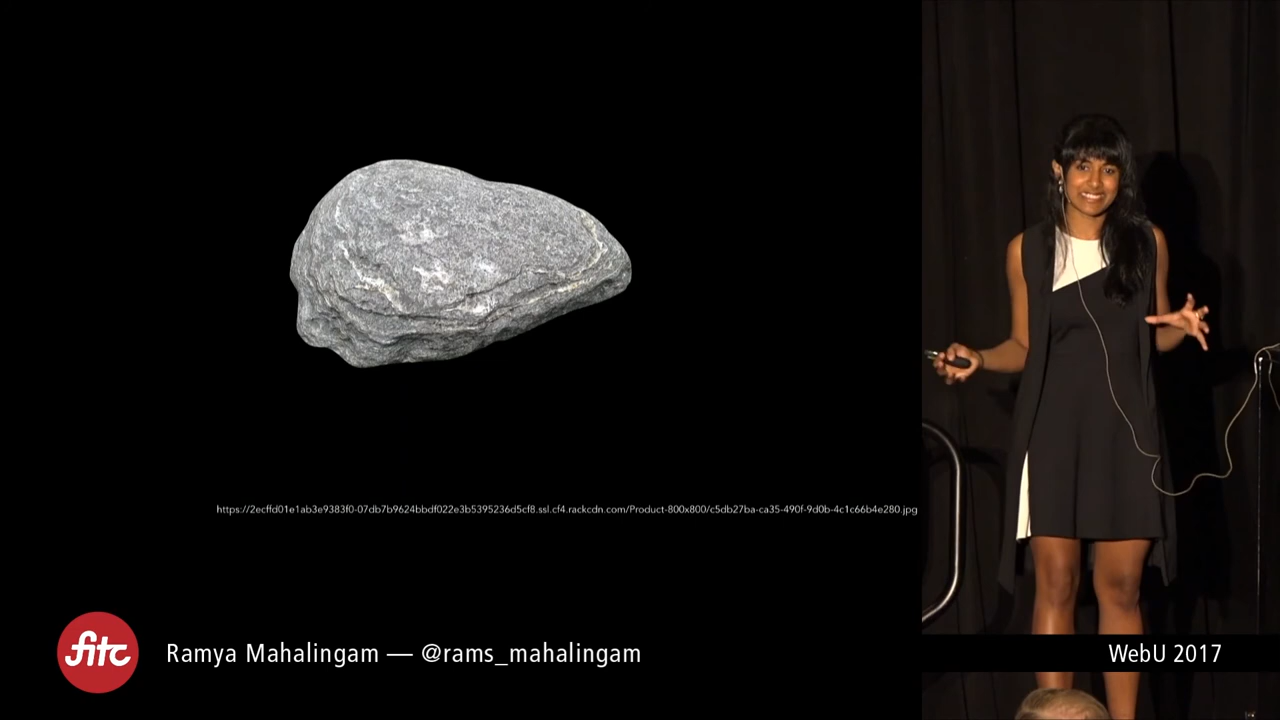 https://2ecffd01e1ab3e9383f0-07db7b9624bbdf022e3b5395236d5cf8.ssl.cf4.rackcdn.com/Product-800x800/c5db27ba-ca35-490f-9d0b-4c1c66b4e280.jpg
fitc
Ramya Mahalingam — @rams_mahalingam
WebU 2017